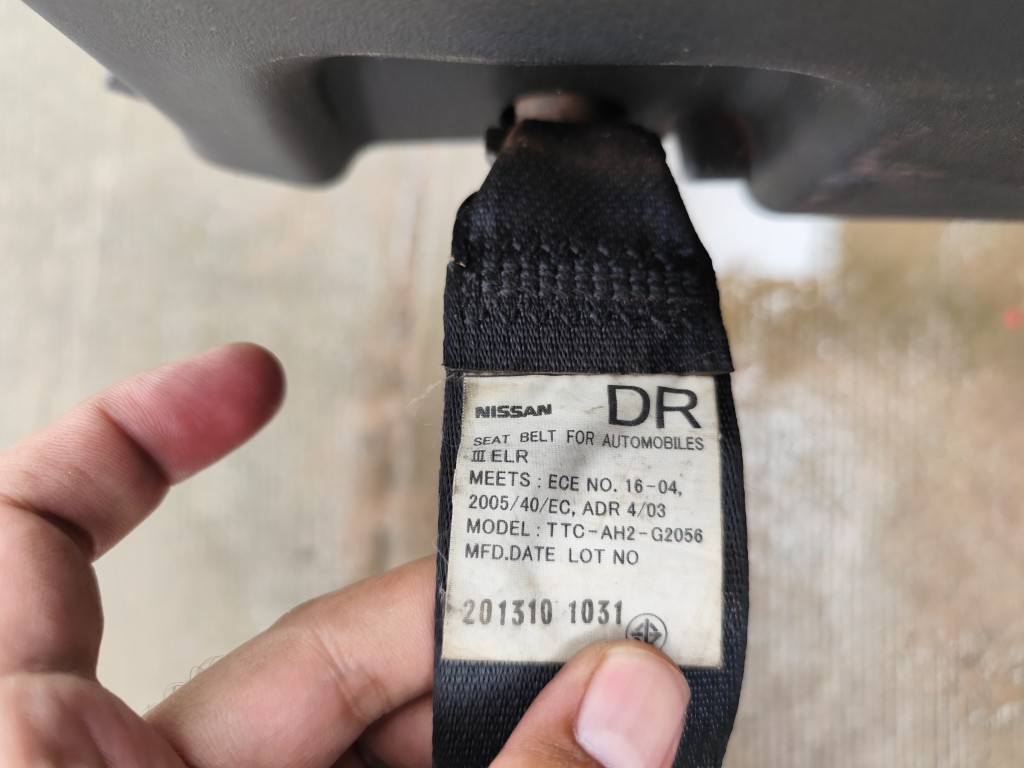 NISSAN DR
SEAT BELT FOR AUTOMOBILES
III ELR
MEETS : ECE NO. 16-04,
2005/40/EC, ADR 4/03
MODEL : TTC-AH2-G2056
MFD.DATE LOT NO
201310 1031